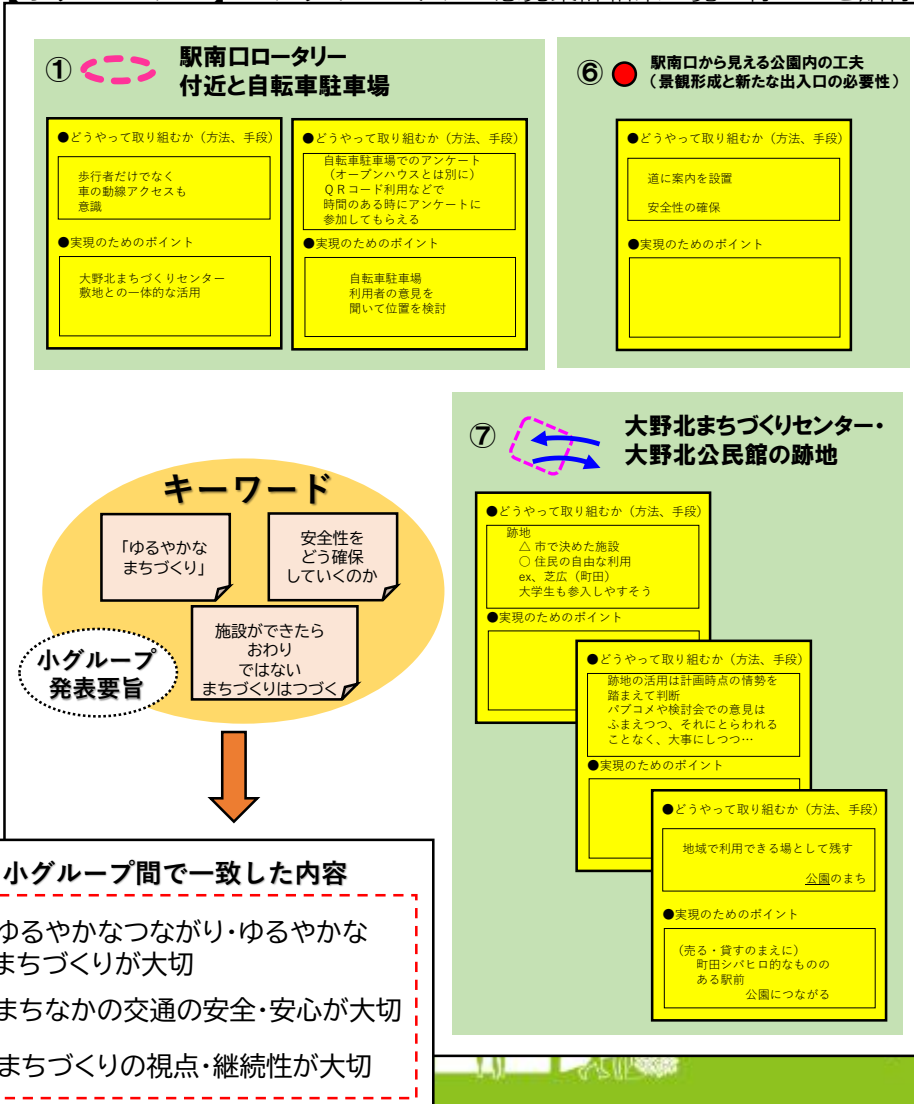 ①
駅南口ロータリー
付近と自転車駐車場
●どうやって取り組むか（方法、手段）
歩行者だけでなく
車の動線アクセスも
意識
●実現のためのポイント
大野北まちづくりセンター
敷地との一体的な活用
●どうやって取り組むか（方法、手段）
自転車駐車場でのアンケート
（オープンハウスとは別に）
ＱＲコード利用などで
時間のある時にアンケートに
参加してもらえる
●実現のためのポイント
自転車駐車場
利用者の意見を
聞いて位置を検討
⑥
駅南口から見える公園内の工夫
（景観形成と新たな出入口の必要性）
●どうやって取り組むか（方法、手段）
道に案内を設置
安全性の確保
●実現のためのポイント
キーワード
「ゆるやかな
まちづくり」
安全性を
どう確保
していくのか
施設ができたら
おわり
ではない
まちづくりはつづく
小グループ
発表要旨
⑦
大野北まちづくりセンター・
大野北公民館の跡地
●どうやって取り組むか（方法、手段）
跡地
△ 市で決めた施設
○ 住民の自由な利用
ex、芝広（町田）
大学生も参入しやすそう
●実現のためのポイント
●どうやって取り組むか（方法、手段）
跡地の活用は計画時点の情勢を
踏まえて判断
パブコメや検討会での意見は
ふまえつつ、それにとらわれる
ことなく、大事にしつつ…
●実現のためのポイント
●どうやって取り組むか（方法、手段）
地域で利用できる場として残す
公園のまち
●実現のためのポイント
（売る・貸すのまえに）
町田シバヒロ的なものの
ある駅前
公園につながる
小グループ間で一致した内容
ゆるやかなつながり・ゆるやかな
まちづくりが大切
まちなかの交通の安全・安心が大切
まちづくりの視点・継続性が大切